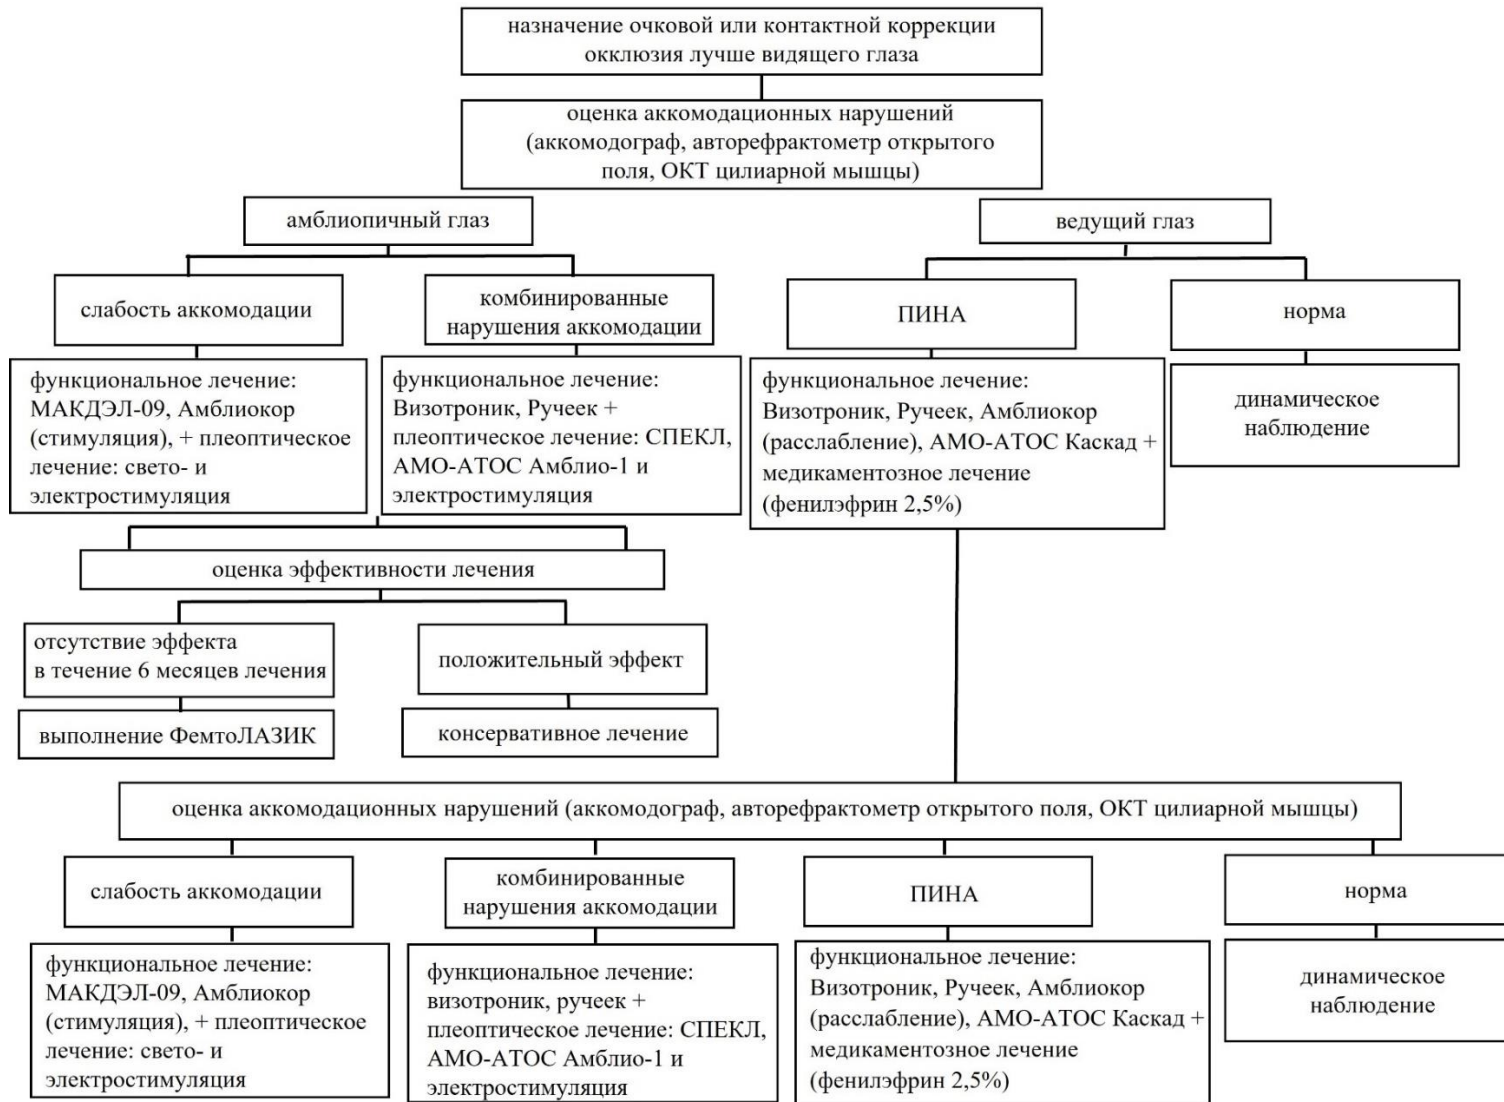 назначение очковой или контактной коррекции
окклюзия лучше видящего глаза
оценка аккомодационных нарушений
(аккомодограф, авторефрактометр открытого
поля, ОКТ цилиарной мышцы)
амблиопичный глаз
ведущий глаз
слабость аккомодации
комбинированные
нарушения аккомодации
ПИНА
норма
функциональное лечение:
МАКДЭЛ-09, Амблиокор
(стимуляция), + плеоптическое
лечение: свето- и
электростимуляция
функциональное лечение:
Визотроник, Ручеек +
плеоптическое лечение: СПЕКЛ,
АМО-АТОС Амблио-1 и
электростимуляция
функциональное лечение:
Визотроник, Ручеек, Амблиокор
(расслабление), АМО-АТОС Каскад +
медикаментозное лечение
(фенилэфрин 2,5%)
динамическое
наблюдение
оценка эффективности лечения
отсутствие эффекта
в течение 6 месяцев лечения
положительный эффект
выполнение ФемтоЛАЗИК
консервативное лечение
оценка аккомодационных нарушений (аккомодограф, авторефрактометр открытого поля, ОКТ цилиарной мышцы)
слабость аккомодации
комбинированные
нарушения аккомодации
ПИНА
норма
функциональное лечение:
МАКДЭЛ-09, Амблиокор
(стимуляция), + плеоптическое
лечение: свето- и
электростимуляция
функциональное лечение:
визотроник, ручеек +
плеоптическое лечение: СПЕКЛ,
АМО-АТОС Амблио-1 и
электростимуляция
функциональное лечение:
Визотроник, Ручеек, Амблиокор
(расслабление), АМО-АТОС Каскад +
медикаментозное лечение
(фенилэфрин 2,5%)
динамическое
наблюдение